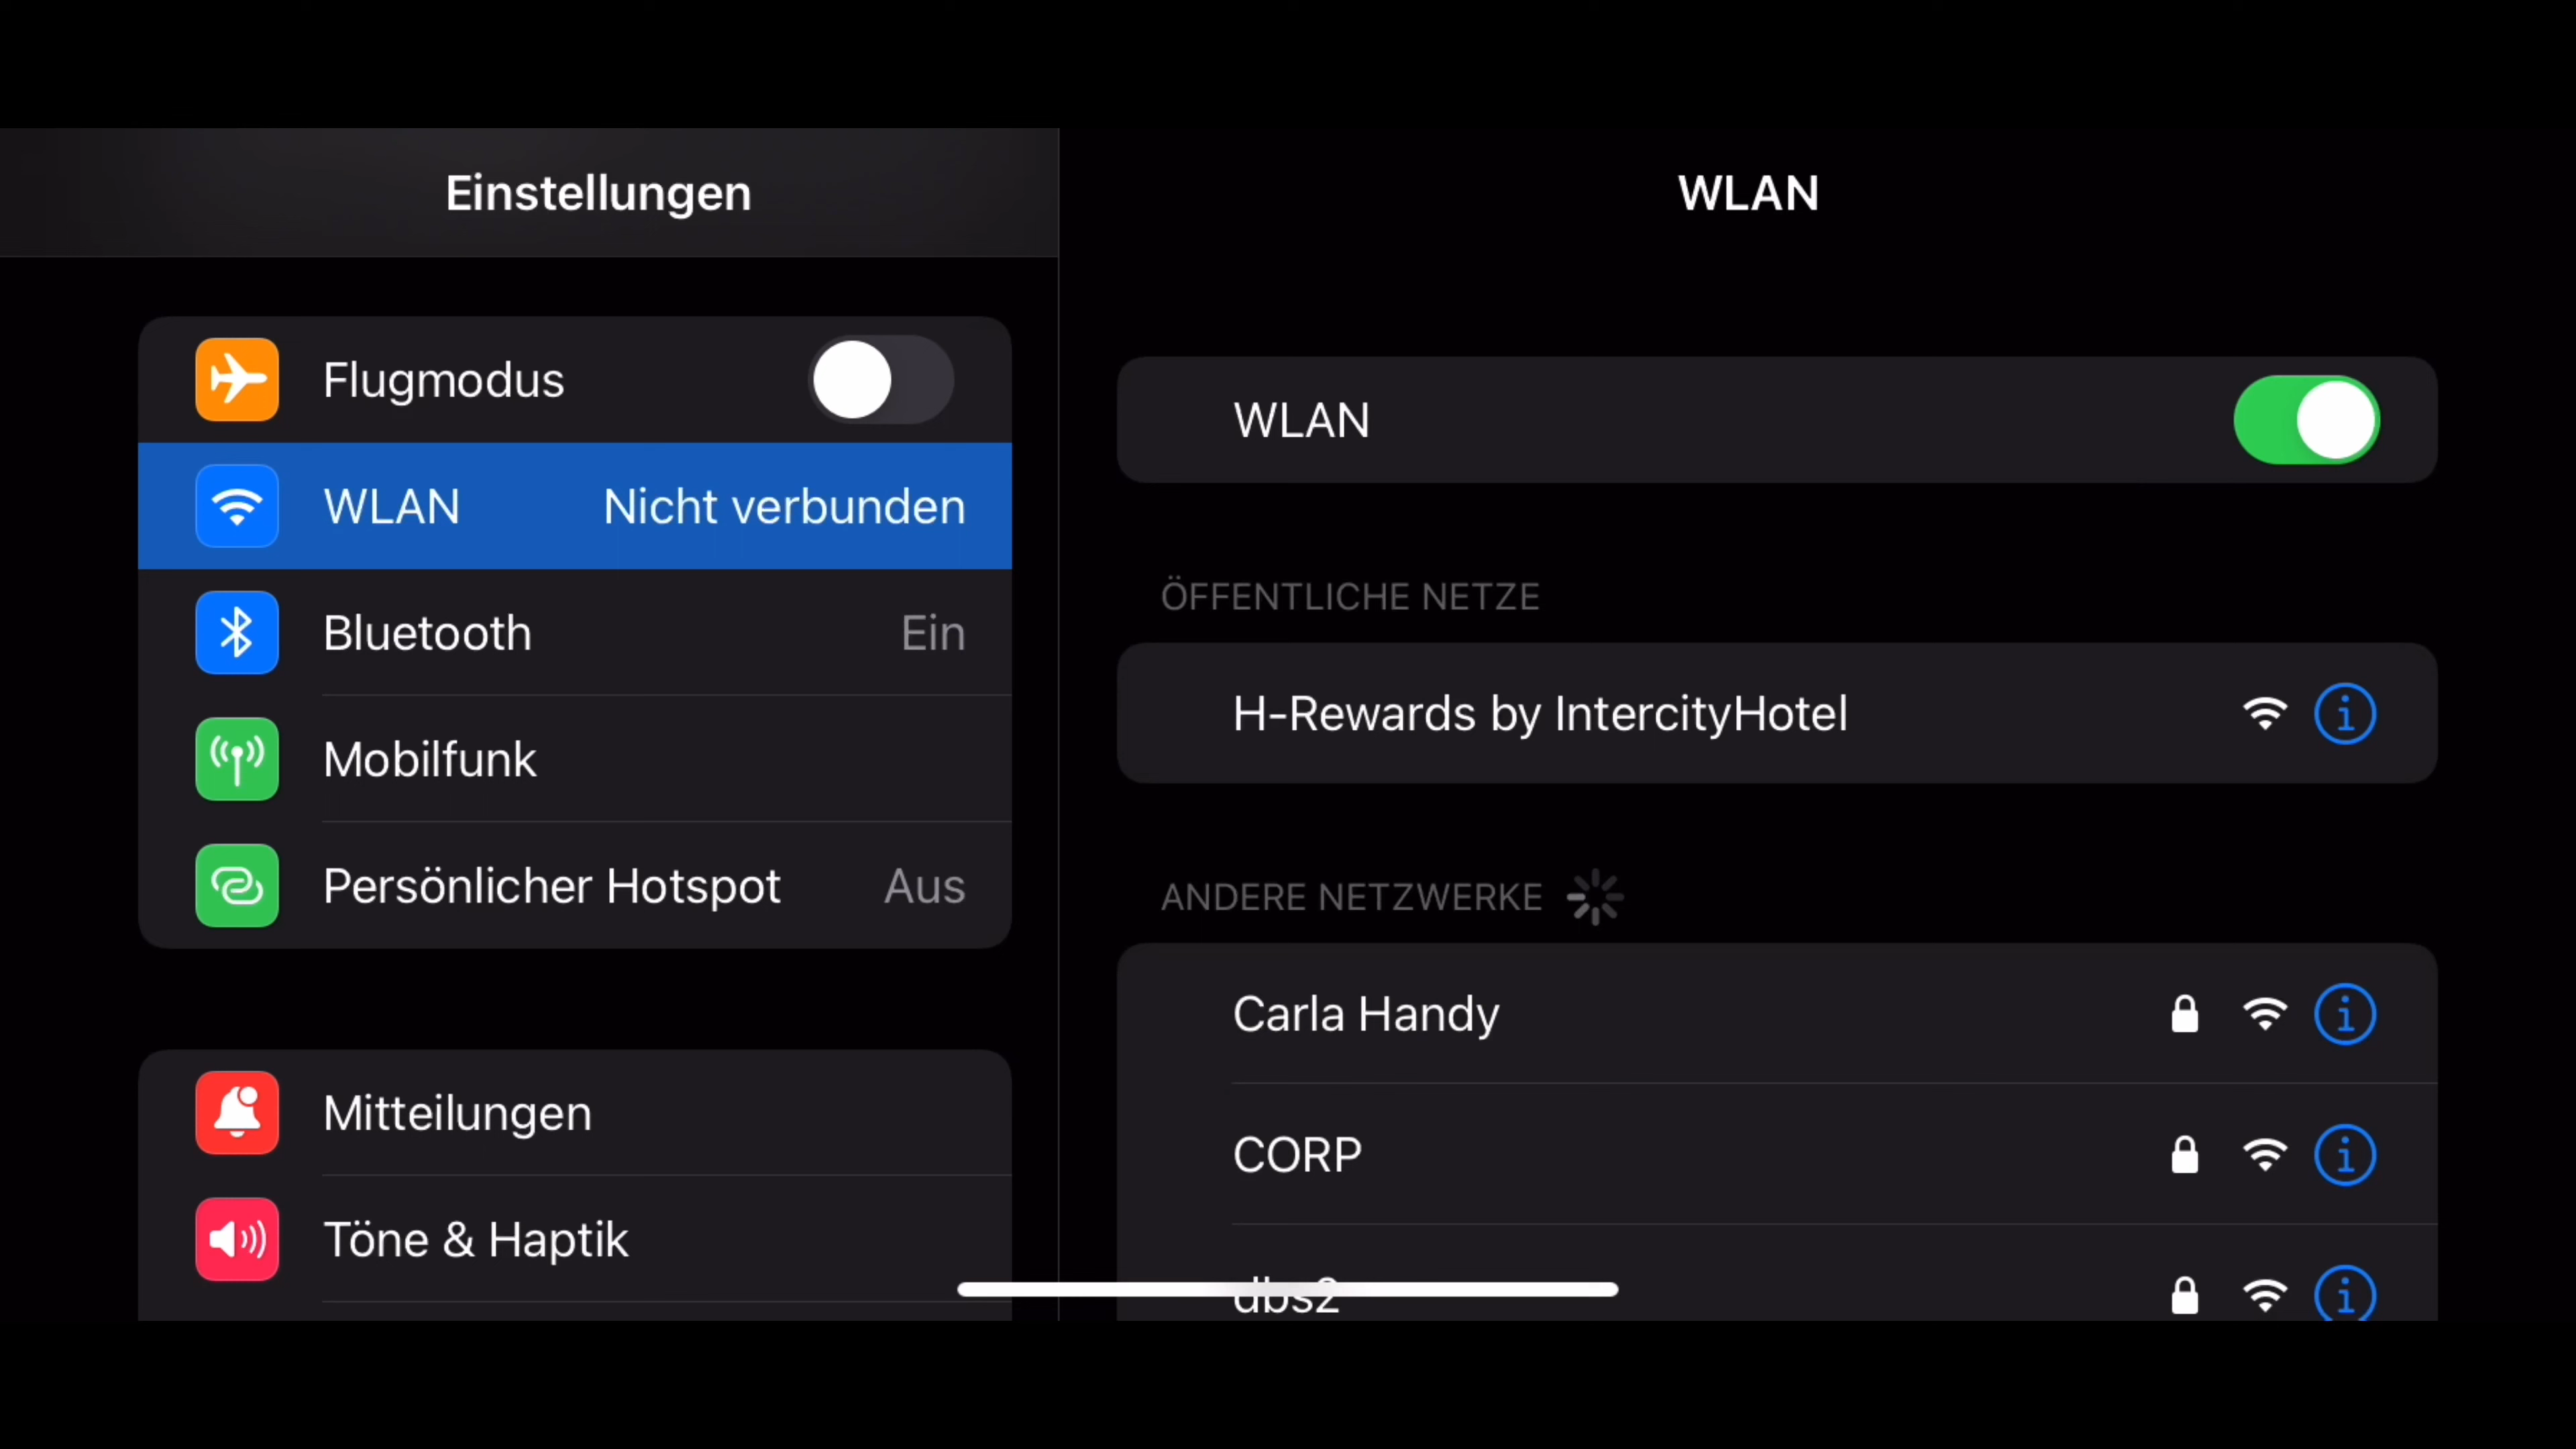 Einstellungen
Flugmodus
WLAN Nicht verbunden
Bluetooth Ein
Mobilfunk
Persönlicher Hotspot Aus
Mitteilungen
Töne & Haptik
WLAN
WLAN
ÖFFENTLICHE NETZE
H-Rewards by IntercityHotel
ANDERE NETZWERKE
Carla Handy
CORP
dbs2